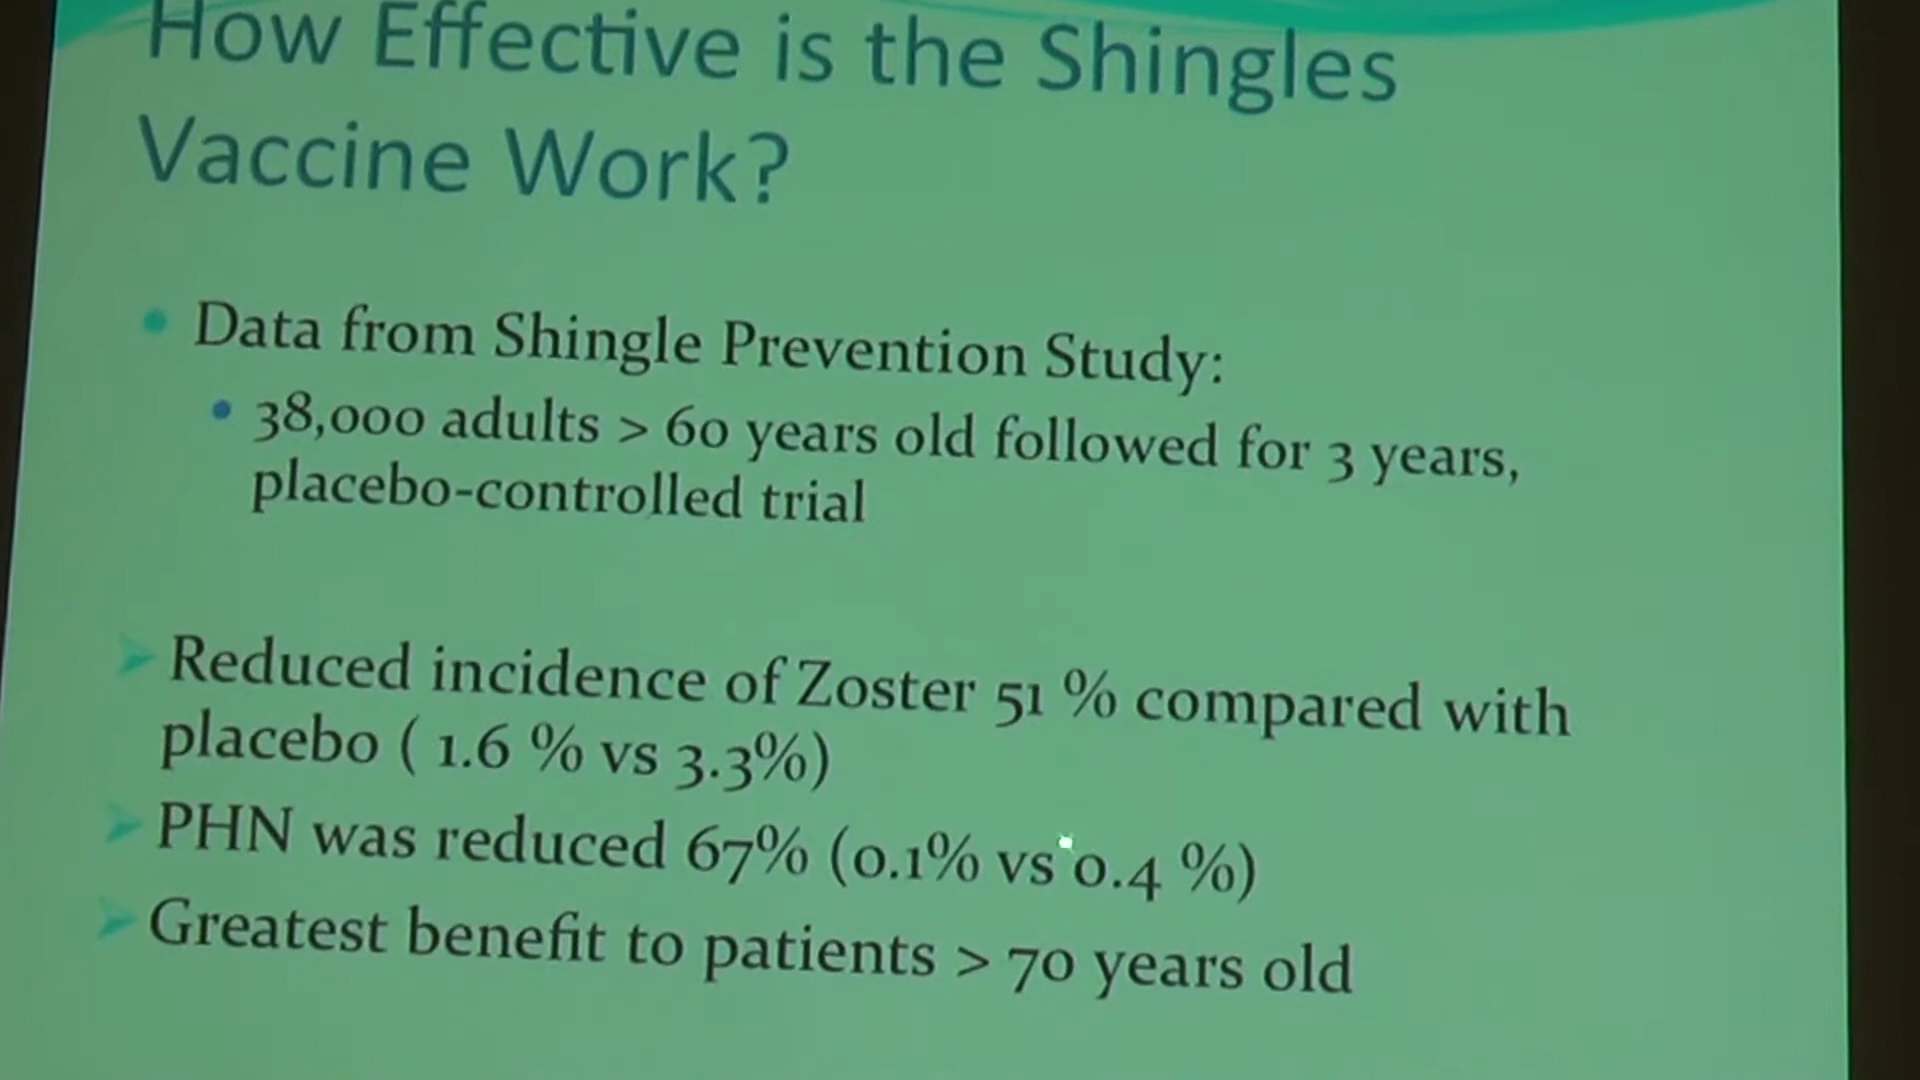 How Effective is the Shingles
Vaccine Work?
• Data from Shingle Prevention Study:
• 38,000 adults > 60 years old followed for 3 years,
placebo-controlled trial
➢ Reduced incidence of Zoster 51 % compared with
placebo ( 1.6 % vs 3.3%)
➢ PHN was reduced 67% (0.1% vs 0.4 %)
➢ Greatest benefit to patients > 70 years old